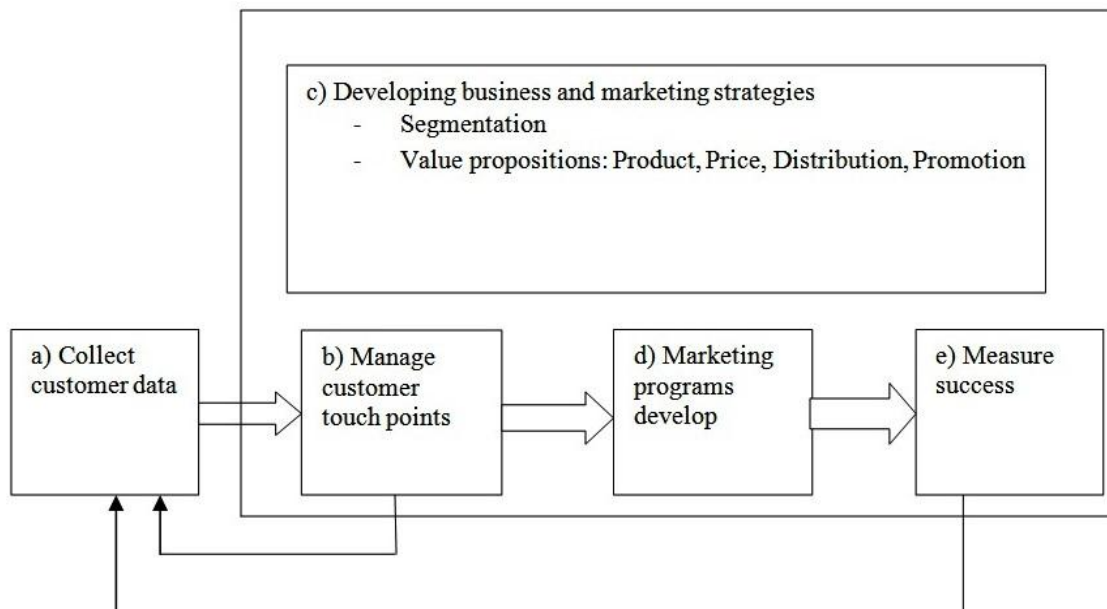 c) Developing business and marketing strategies
- Segmentation
- Value propositions: Product, Price, Distribution, Promotion
a) Collect
customer data
b) Manage
customer
touch points
d) Marketing
programs
develop
e) Measure
success